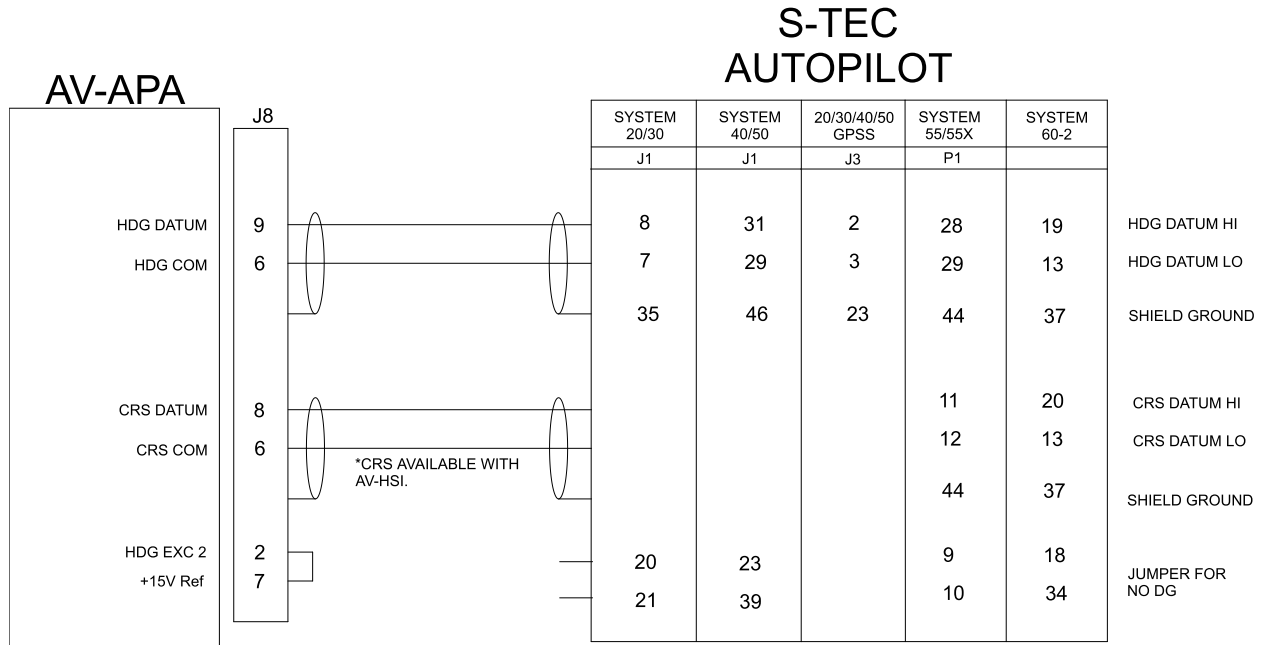 S-TEC
AUTOPILOT
AV-APA
J8
SYSTEM 20/30 SYSTEM 40/50 20/30/40/50 GPSS SYSTEM 55/55X SYSTEM 60-2
J1 J1 J3 P1
HDG DATUM 9 8 31 2 28 19 HDG DATUM HI
HDG COM 6 7 29 3 29 13 HDG DATUM LO
35 46 23 44 37 SHIELD GROUND
CRS DATUM 8 11 20 CRS DATUM HI
CRS COM 6 12 13 CRS DATUM LO
*CRS AVAILABLE WITH
AV-HSI.
44 37 SHIELD GROUND
HDG EXC 2 2 20 23 9 18
+15V Ref 7 21 39 10 34
JUMPER FOR
NO DG